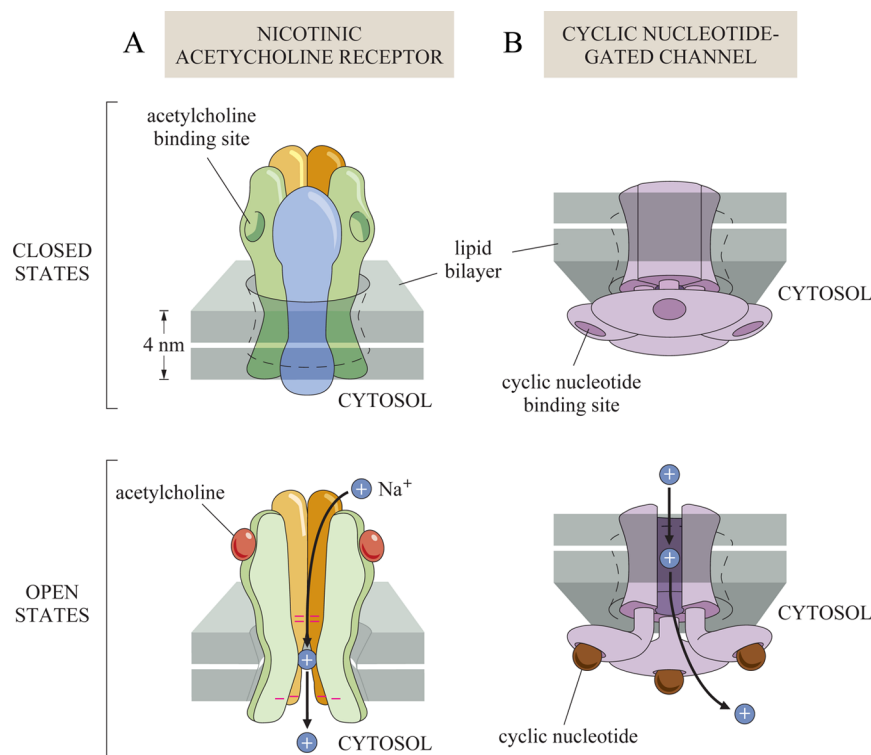 A
NICOTINIC
ACETYCHOLINE RECEPTOR
B
CYCLIC NUCLEOTIDE-
GATED CHANNEL
acetylcholine
binding site
CLOSED
STATES
lipid
bilayer
CYTOSOL
4 nm
cyclic nucleotide
binding site
CYTOSOL
acetylcholine
Na⁺
+
+
+
OPEN
STATES
+
+
+
CYTOSOL
cyclic nucleotide
CYTOSOL